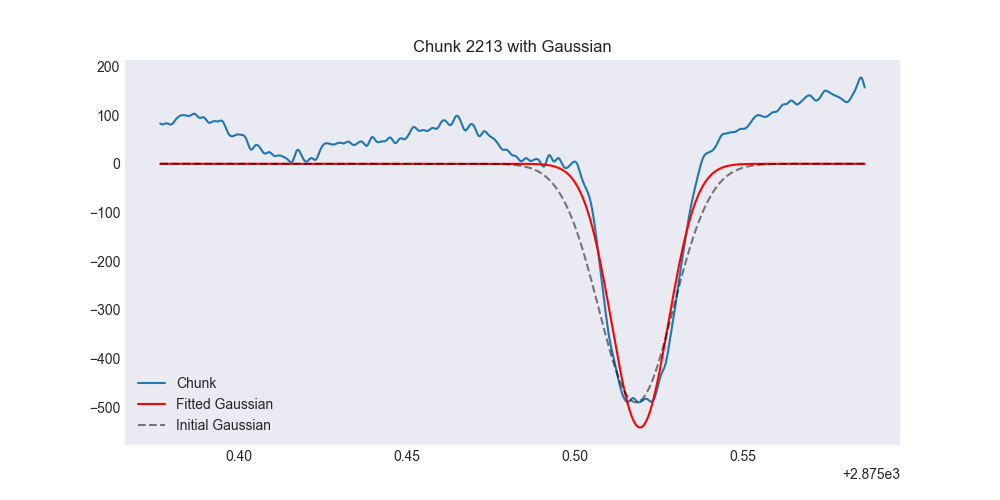 Chunk 2213 with Gaussian
200
100
0
−100
−200
−300
−400
−500
Chunk
Fitted Gaussian
Initial Gaussian
0.40 0.45 0.50 0.55
+2.875e3